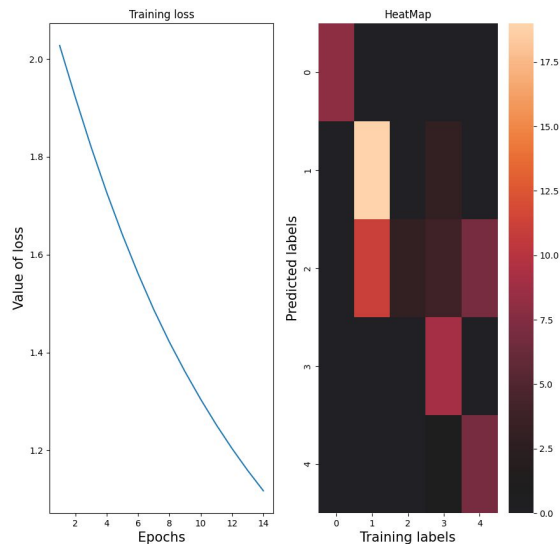 Training loss
Value of loss
2.0
1.8
1.6
1.4
1.2
2 4 6 8 10 12 14
Epochs
HeatMap
Predicted labels
0
1
2
3
4
0 1 2 3 4
Training labels
17.5
15.0
12.5
10.0
7.5
5.0
2.5
0.0